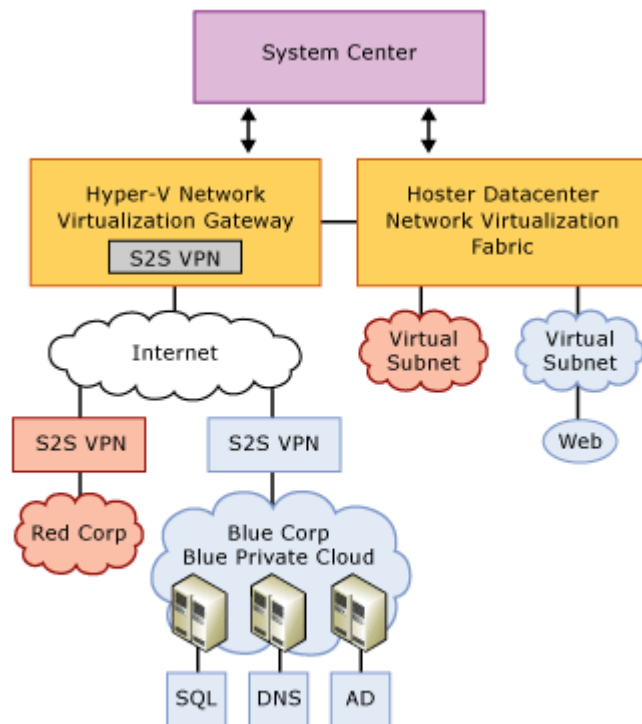 System Center
Hyper-V Network
Virtualization Gateway
S2S VPN
Hoster Datacenter
Network Virtualization
Fabric
Internet
Virtual
Subnet
Virtual
Subnet
S2S VPN
S2S VPN
Web
Red Corp
Blue Corp
Blue Private Cloud
SQL
DNS
AD